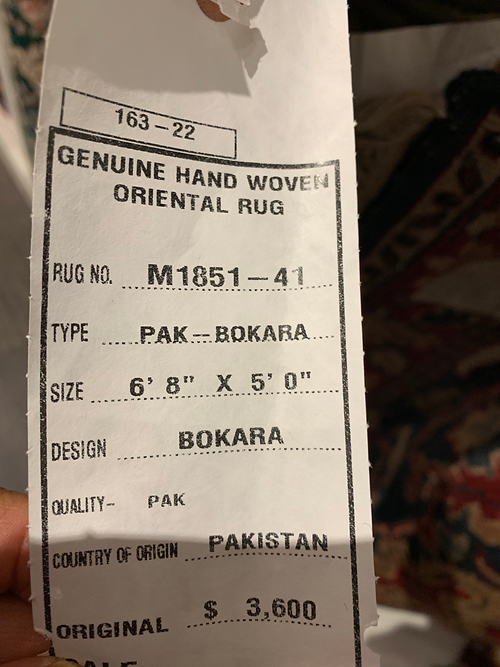 163-22
GENUINE HAND WOVEN
ORIENTAL RUG
RUG NO. M1851-41
TYPE PAK--BOKARA
SIZE 6' 8" X 5' 0"
DESIGN BOKARA
QUALITY- PAK
COUNTRY OF ORIGIN PAKISTAN
ORIGINAL $ 3,600